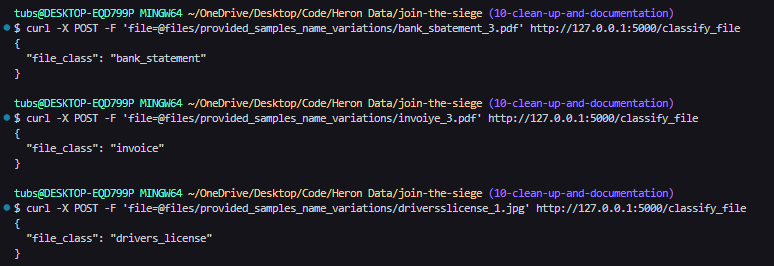 tubs@DESKTOP-EQD799P MINGW64 ~/OneDrive/Desktop/Code/Heron Data/join-the-siege (10-clean-up-and-documentation)
$ curl -X POST -F 'file=@files/provided_samples_name_variations/bank_sbatement_3.pdf' http://127.0.0.1:5000/classify_file
{
  "file_class": "bank_statement"
}
tubs@DESKTOP-EQD799P MINGW64 ~/OneDrive/Desktop/Code/Heron Data/join-the-siege (10-clean-up-and-documentation)
$ curl -X POST -F 'file=@files/provided_samples_name_variations/invoiye_3.pdf' http://127.0.0.1:5000/classify_file
{
  "file_class": "invoice"
}
tubs@DESKTOP-EQD799P MINGW64 ~/OneDrive/Desktop/Code/Heron Data/join-the-siege (10-clean-up-and-documentation)
$ curl -X POST -F 'file=@files/provided_samples_name_variations/driversslicense_1.jpg' http://127.0.0.1:5000/classify_file
{
  "file_class": "drivers_license"
}